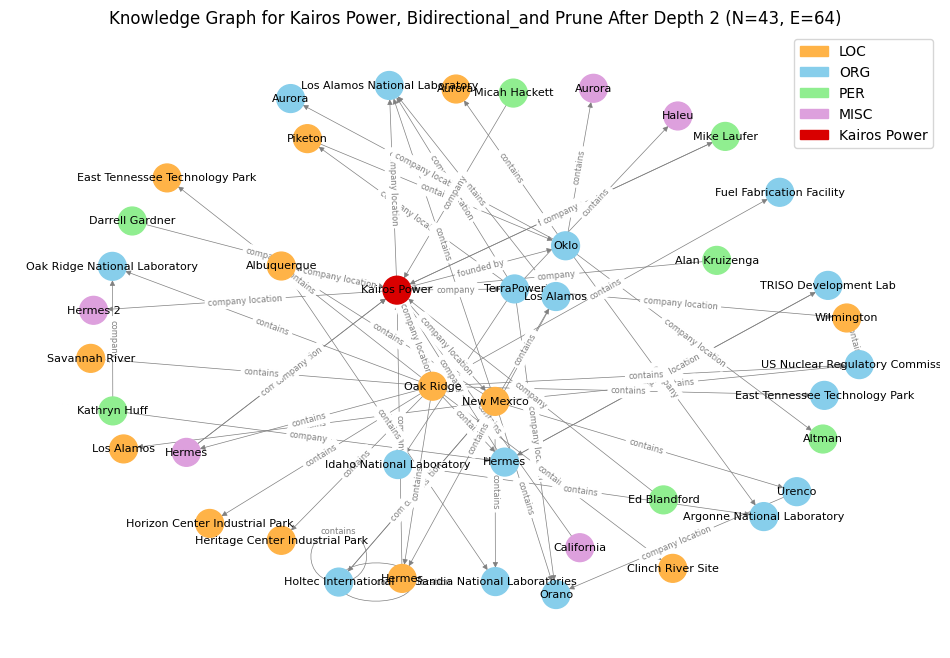 Knowledge Graph for Kairos Power, Bidirectional_and Prune After Depth 2 (N=43, E=64)
LOC
ORG
PER
MISC
Kairos Power
Los Alamos National Laboratory
Aurora
Aurora
Micah Hackett
Aurora
Haleu
Mike Laufer
Piketon
East Tennessee Technology Park
Fuel Fabrication Facility
Darrell Gardner
Oklo
Alan Kruizenga
Oak Ridge National Laboratory
Albuquerque
Kairos Power
TerraPower
Los Alamos
TRISO Development Lab
Hermes 2
Wilmington
Savannah River
US Nuclear Regulatory Commiss
Oak Ridge
New Mexico
East Tennessee Technology Park
Kathryn Huff
Altman
Los Alamos
Hermes
Idaho National Laboratory
Hermes
Urenco
Ed Blandford
Argonne National Laboratory
Horizon Center Industrial Park
Heritage Center Industrial Park
California
Clinch River Site
Holtec International
Hermes
Sandia National Laboratories
Orano
founded by
company
company
company
company location
company location
company location
company location
company location
company location
contains
contains
contains
contains
contains
contains
contains
contains
contains
contains
contains
contains
contains
contains